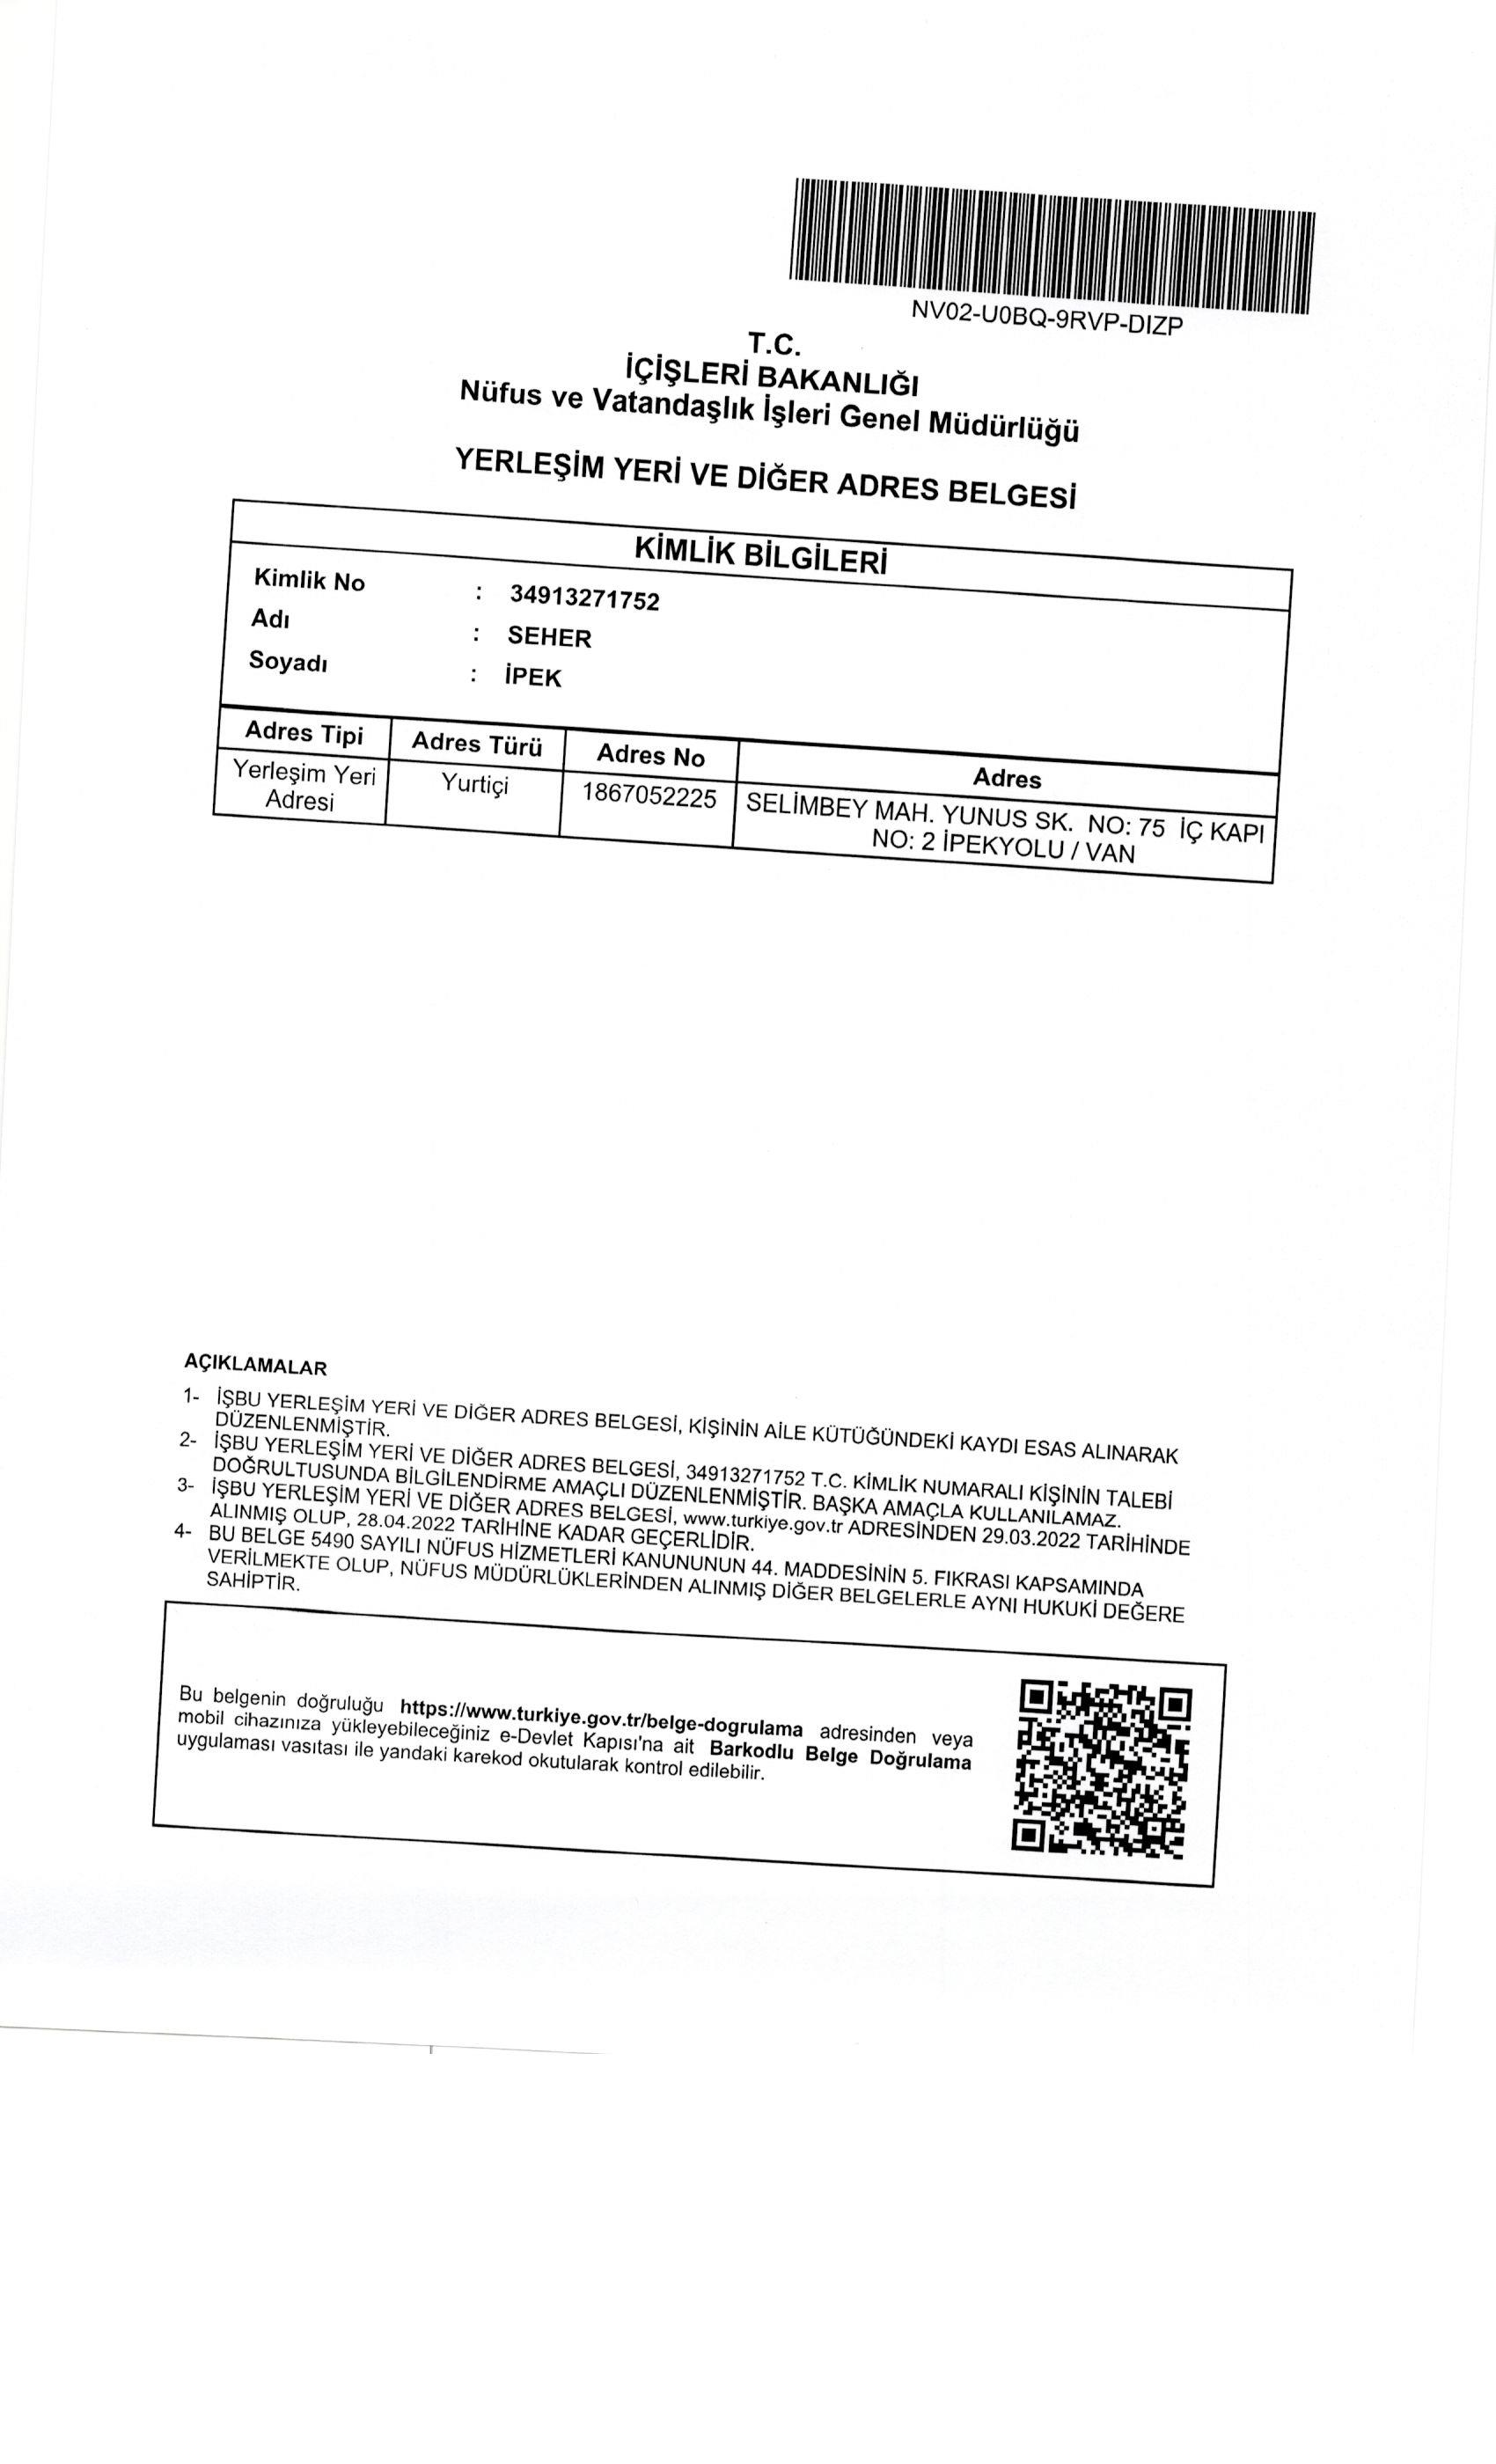 NV02-U0BQ-9RVP-DIZP
T.C.
İÇİŞLERİ BAKANLIĞI
Nüfus ve Vatandaşlık İşleri Genel Müdürlüğü
YERLEŞİM YERİ VE DİĞER ADRES BELGESİ
KİMLİK BİLGİLERİ
Kimlik No : 34913271752
Adı : SEHER
Soyadı : İPEK
Adres Tipi Adres Türü Adres No Adres
Yerleşim Yeri Yurtiçi 1867052225 SELİMBEY MAH. YUNUS SK. NO: 75 İÇ KAPI
Adresi NO: 2 İPEKYOLU / VAN
AÇIKLAMALAR
1- İŞBU YERLEŞİM YERİ VE DİĞER ADRES BELGESİ, KİŞİNİN AİLE KÜTÜĞÜNDEKİ KAYDI ESAS ALINARAK
DÜZENLENMİŞTİR.
2- İŞBU YERLEŞİM YERİ VE DİĞER ADRES BELGESİ, 34913271752 T.C. KİMLİK NUMARALI KİŞİNİN TALEBİ
DOĞRULTUSUNDA BİLGİLENDİRME AMAÇLI DÜZENLENMİŞTİR. BAŞKA AMAÇLA KULLANILAMAZ.
3- İŞBU YERLEŞİM YERİ VE DİĞER ADRES BELGESİ, www.turkiye.gov.tr ADRESİNDEN 29.03.2022 TARİHİNDE
ALINMIŞ OLUP, 28.04.2022 TARİHİNE KADAR GEÇERLİDİR.
4- BU BELGE 5490 SAYILI NÜFUS HİZMETLERİ KANUNUNUN 44. MADDESİNİN 5. FIKRASI KAPSAMINDA
VERİLMEKTE OLUP, NÜFUS MÜDÜRLÜKLERİNDEN ALINMIŞ DİĞER BELGELERLE AYNI HUKUKİ DEĞERE
SAHİPTİR.
Bu belgenin doğruluğu https://www.turkiye.gov.tr/belge-dogrulama adresinden veya
mobil cihazınıza yükleyebileceğiniz e-Devlet Kapısı'na ait Barkodlu Belge Doğrulama
uygulaması vasıtası ile yandaki karekod okutularak kontrol edilebilir.